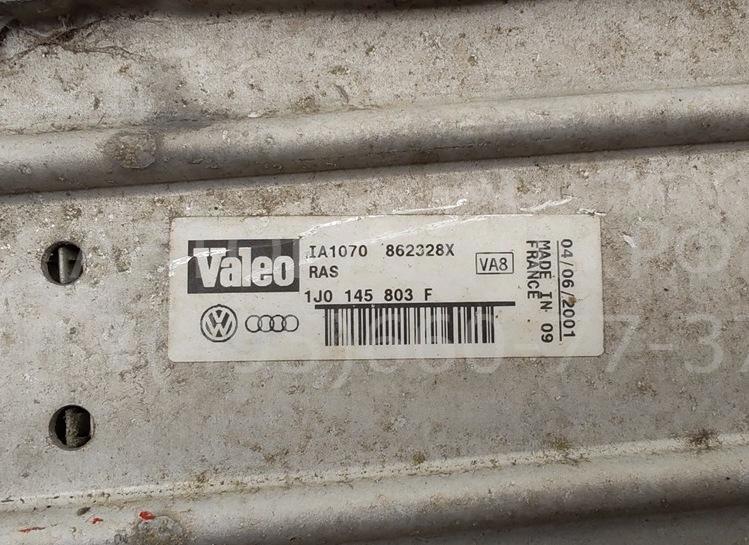 Valeo
IA1070 862328X
RAS
VA8
1J0 145 803 F
04/06/2001
MADE IN 09
FRANCE